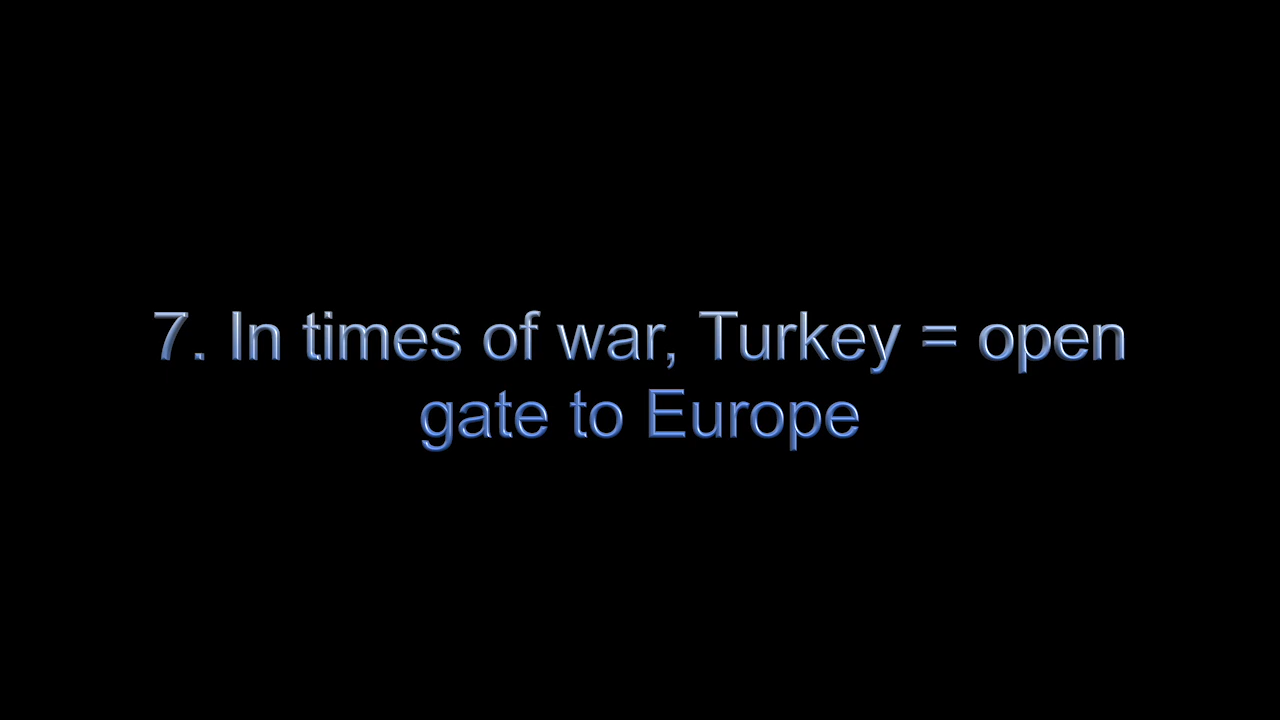 7. In times of war, Turkey = open
gate to Europe